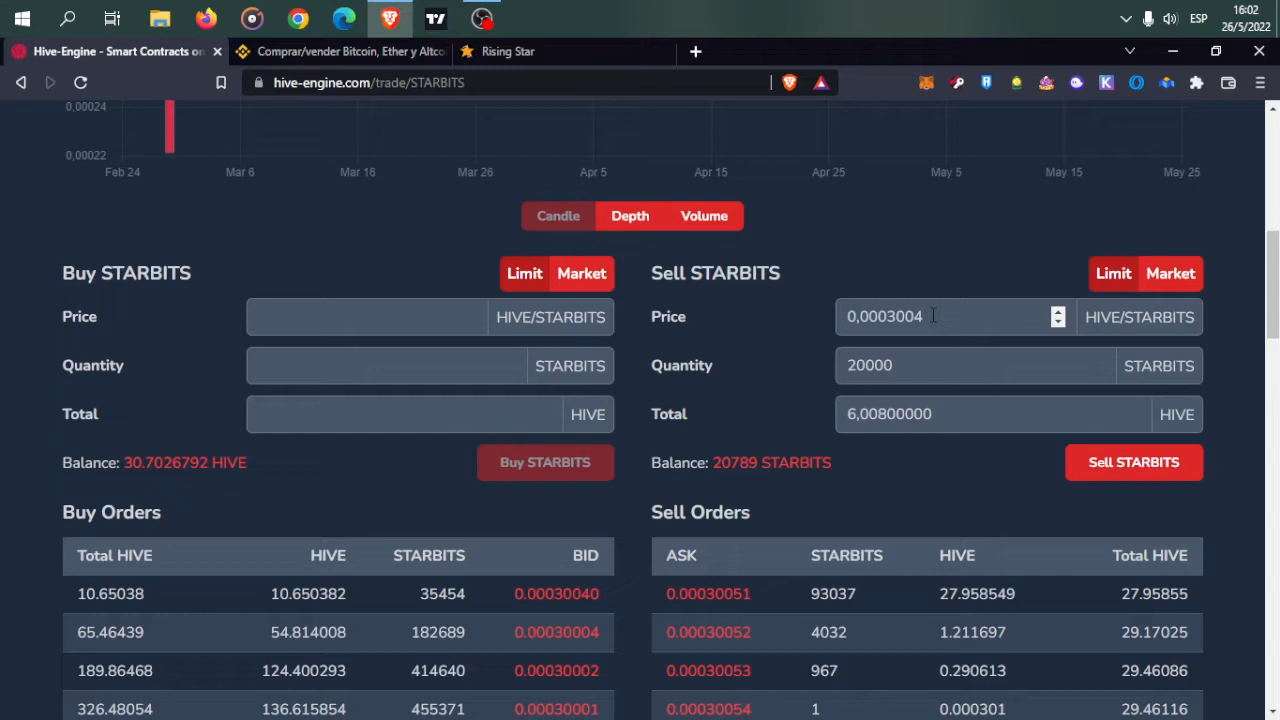 16:02
ESP
26/5/2022
Hive-Engine - Smart Contracts on
Comprar/vender Bitcoin, Ether y Altco
Rising Star
hive-engine.com/trade/STARBITS
0,00024
0,00022
Feb 24 Mar 6 Mar 16 Mar 26 Apr 5 Apr 15 Apr 25 May 5 May 15 May 25
Candle Depth Volume
Buy STARBITS Limit Market
Price HIVE/STARBITS
Quantity STARBITS
Total HIVE
Balance: 30.7026792 HIVE Buy STARBITS
Sell STARBITS Limit Market
Price 0,0003004 HIVE/STARBITS
Quantity 20000 STARBITS
Total 6,00800000 HIVE
Balance: 20789 STARBITS Sell STARBITS
Buy Orders
Total HIVE HIVE STARBITS BID
10.65038 10.650382 35454 0.00030040
65.46439 54.814008 182689 0.00030004
189.86468 124.400293 414640 0.00030002
326.48054 136.615854 455371 0.00030001
Sell Orders
ASK STARBITS HIVE Total HIVE
0.00030051 93037 27.958549 27.95855
0.00030052 4032 1.211697 29.17025
0.00030053 967 0.290613 29.46086
0.00030054 1 0.000301 29.46116